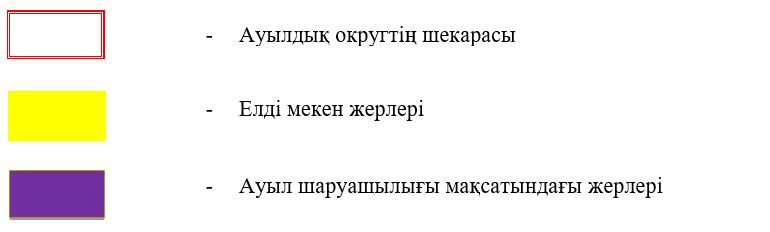 - Ауылдық округтің шекарасы
- Елді мекен жерлері
- Ауыл шаруашылығы мақсатындағы жерлері